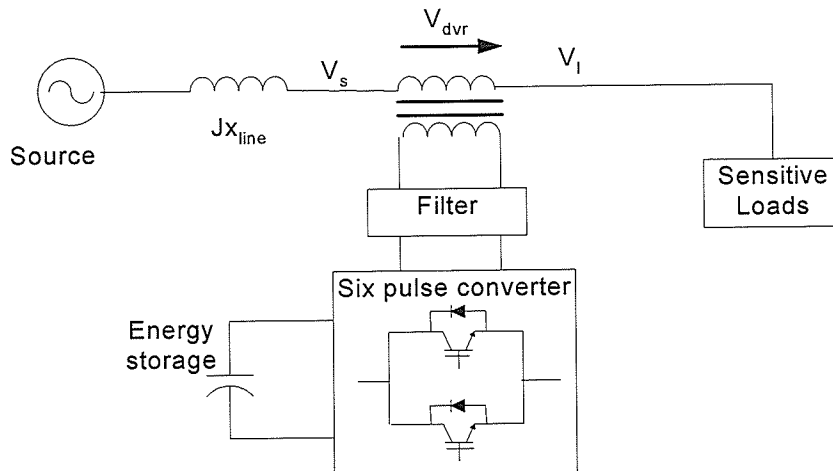 V_dvr
V_s
V_l
Jx_line
Source
Sensitive
Loads
Filter
Six pulse converter
Energy
storage